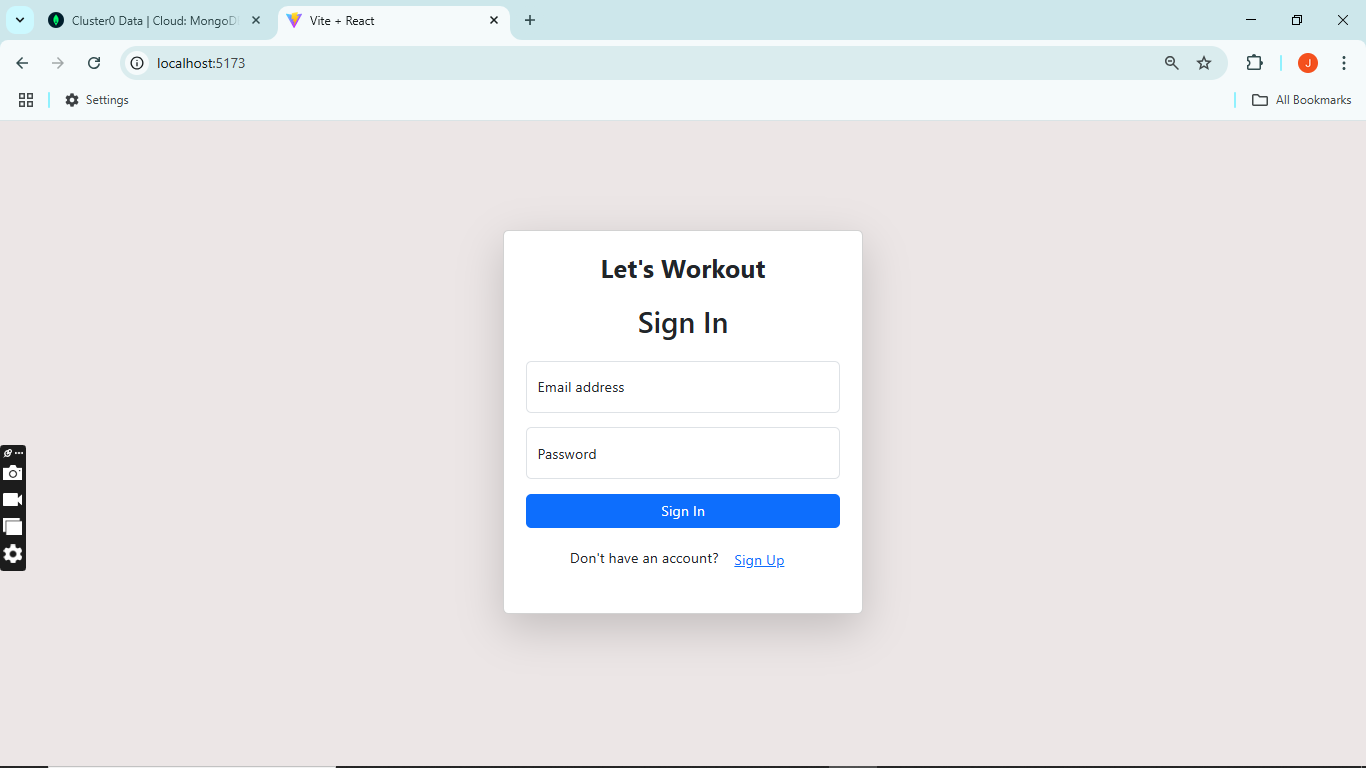 Cluster0 Data | Cloud: MongoD
Vite + React
localhost:5173
J
Settings
All Bookmarks
Let's Workout
Sign In
Email address
Password
Sign In
Don't have an account? Sign Up